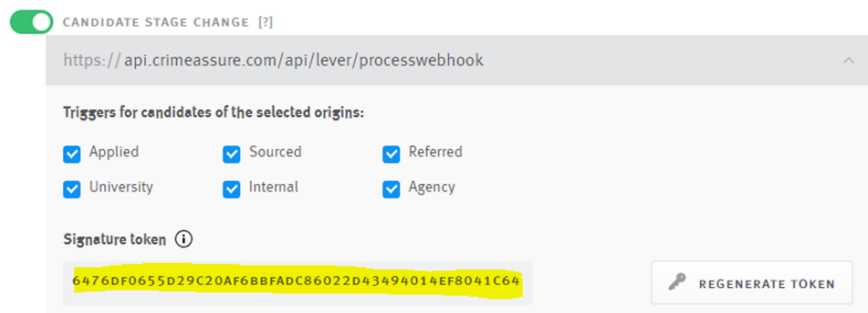 CANDIDATE STAGE CHANGE [?]
https:// api.crimeassure.com/api/lever/processwebhook
Triggers for candidates of the selected origins:
Applied Sourced Referred
University Internal Agency
Signature token i
6476DF0655D29C20AF6BBFADC86022D43494014EF8041C64 REGENERATE TOKEN